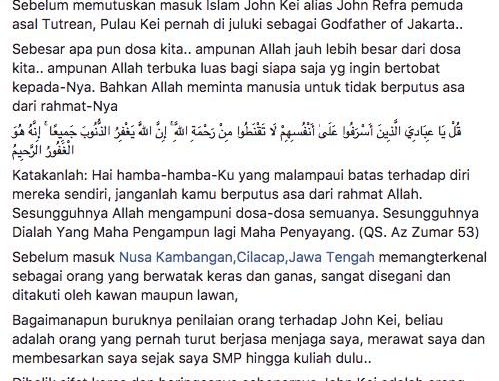 Sebelum memutuskan masuk Islam John Kei alias John Refra pemuda
asal Tutrean, Pulau Kei pernah di juluki sebagai Godfather of Jakarta..
Sebesar apa pun dosa kita.. ampunan Allah jauh lebih besar dari dosa
kita.. ampunan Allah terbuka luas bagi siapa saja yg ingin bertobat
kepada-Nya. Bahkan Allah meminta manusia untuk tidak berputus asa
dari rahmat-Nya
قُلْ يَا عِبَادِيَ الَّذِينَ أَسْرَفُوا عَلَىٰ أَنْفُسِهِمْ لَا تَقْنَطُوا مِنْ رَحْمَةِ اللَّهِ ۚ إِنَّ اللَّهَ يَغْفِرُ الذُّنُوبَ جَمِيعًا ۚ إِنَّهُ هُوَ
الْغَفُورُ الرَّحِيمُ
Katakanlah: Hai hamba-hamba-Ku yang malampaui batas terhadap diri
mereka sendiri, janganlah kamu berputus asa dari rahmat Allah.
Sesungguhnya Allah mengampuni dosa-dosa semuanya. Sesungguhnya
Dialah Yang Maha Pengampun lagi Maha Penyayang. (QS. Az Zumar 53)
Sebelum masuk Nusa Kambangan,Cilacap,Jawa Tengah memangterkenal
sebagai orang yang berwatak keras dan ganas, sangat disegani dan
ditakuti oleh kawan maupun lawan,
Bagaimanapun buruknya penilaian orang terhadap John Kei, beliau
adalah orang yang pernah turut berjasa menjaga saya, merawat saya dan
membesarkan saya sejak saya SMP hingga kuliah dulu..